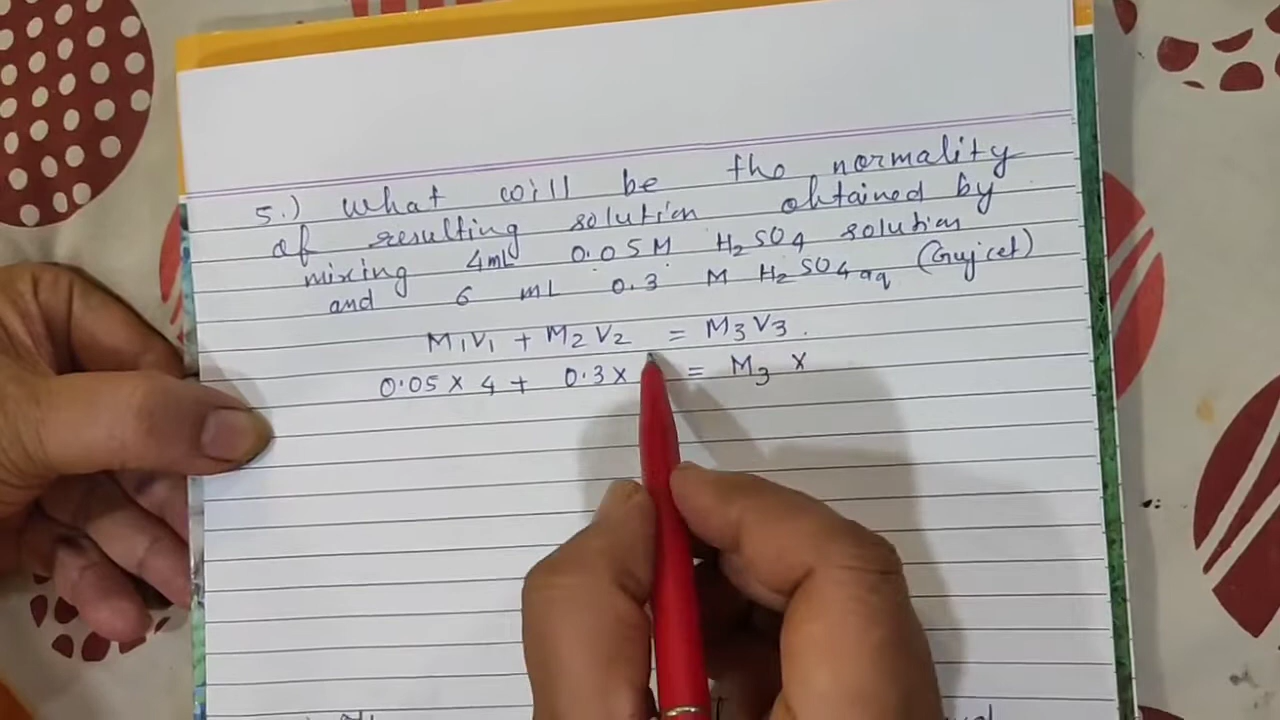 5.) What will be the normality
of resulting solution obtained by
mixing 4mL 0.05M H₂SO₄ solution
and 6 mL 0.3 M H₂SO₄ aq (Gujcet)
M₁V₁ + M₂V₂ = M₃V₃.
0.05 × 4 + 0.3 × = M₃ ×